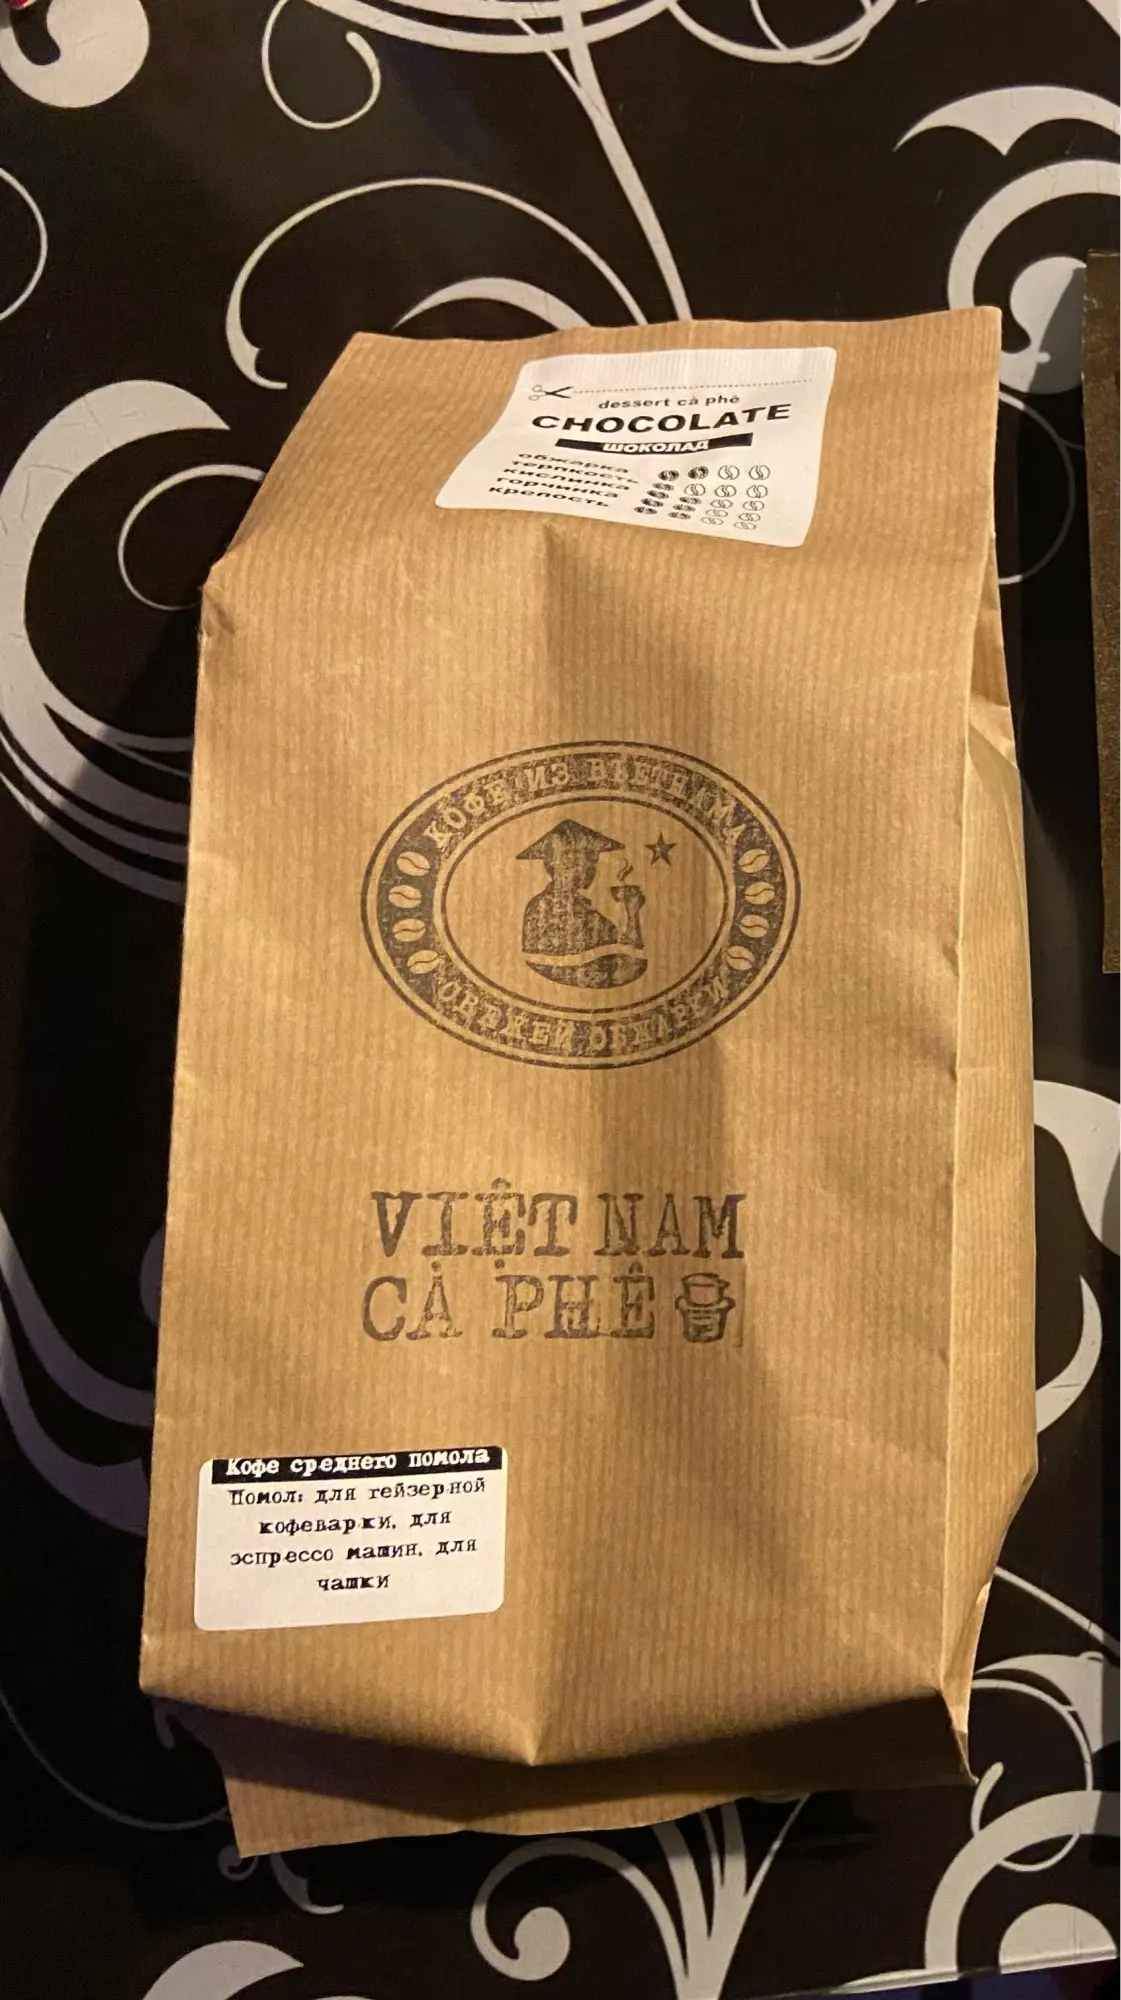 dessert cà phê
CHOCOLATE
ШОКОЛАД
обжарка
терпкость
кислинка
горчинка
крепость
КОФЕ ИЗ ВЬЕТНАМА
СВЕЖЕЙ ОБЖАРКИ
VIỆT NAM
CÀ PHÊ
Кофе среднего помола
Помол: для гейзерной
кофеварки, для
эспрессо машин, для
чашки